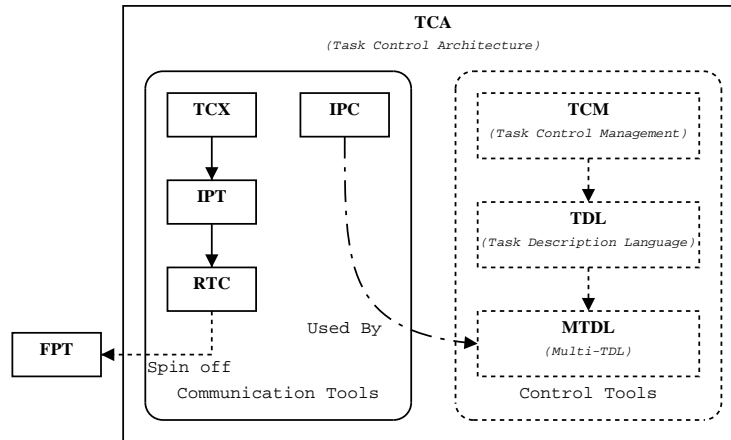 TCA
(Task Control Architecture)
TCX
IPC
IPT
RTC
Used By
FPT
Spin off
Communication Tools
TCM
(Task Control Management)
TDL
(Task Description Language)
MTDL
(Multi-TDL)
Control Tools